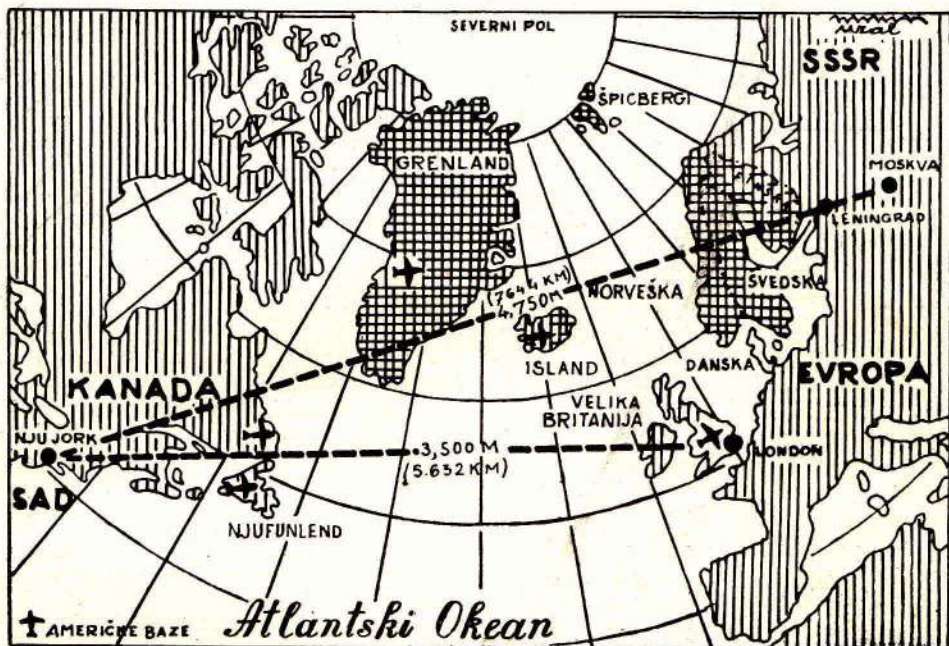 SEVERNI POL
ural
SSSR
ŠPICBERGI
GRENLAND
MOSKVA
LENINGRAD
(7644 KM)
4,750M
NORVEŠKA
ŠVEDSKA
ISLAND
DANSKA
EVROPA
KANADA
VELIKA
BRITANIJA
NJUJORK
3,500 M
(5.632 KM)
LONDON
SAD
NJUFUNLEND
AMERIČKE BAZE
Atlantski Okean